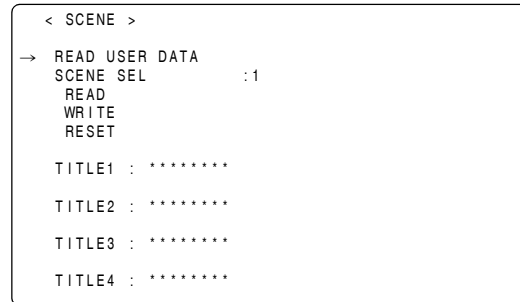 < SCENE >
→ READ USER DATA
SCENE SEL :1
READ
WRITE
RESET
TITLE1 : ********
TITLE2 : ********
TITLE3 : ********
TITLE4 : ********